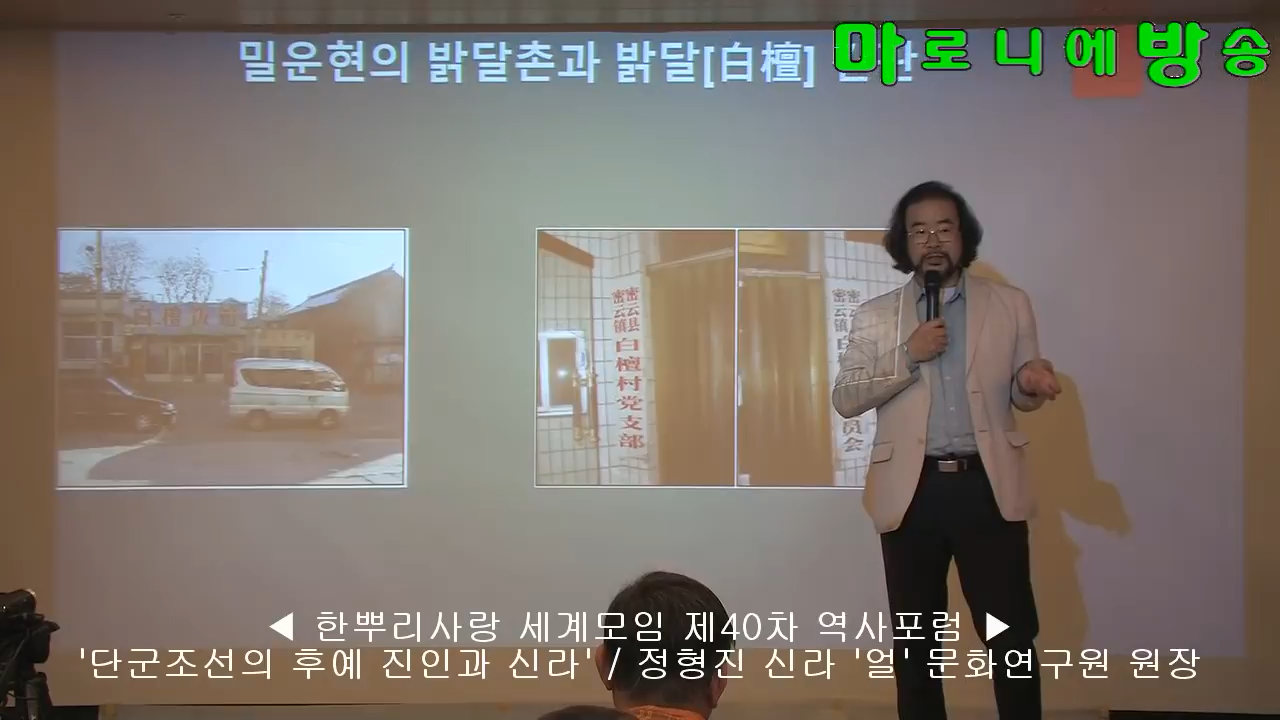 밀운현의 밝달촌과 밝달[白檀]
마로니에방송
密云县
密云镇
白檀村党支部
密云
密云镇
白
员会
◀ 한뿌리사랑 세계모임 제40차 역사포럼 ▶
'단군조선의 후예 진인과 신라' / 정형진 신라 '얼' 문화연구원 원장